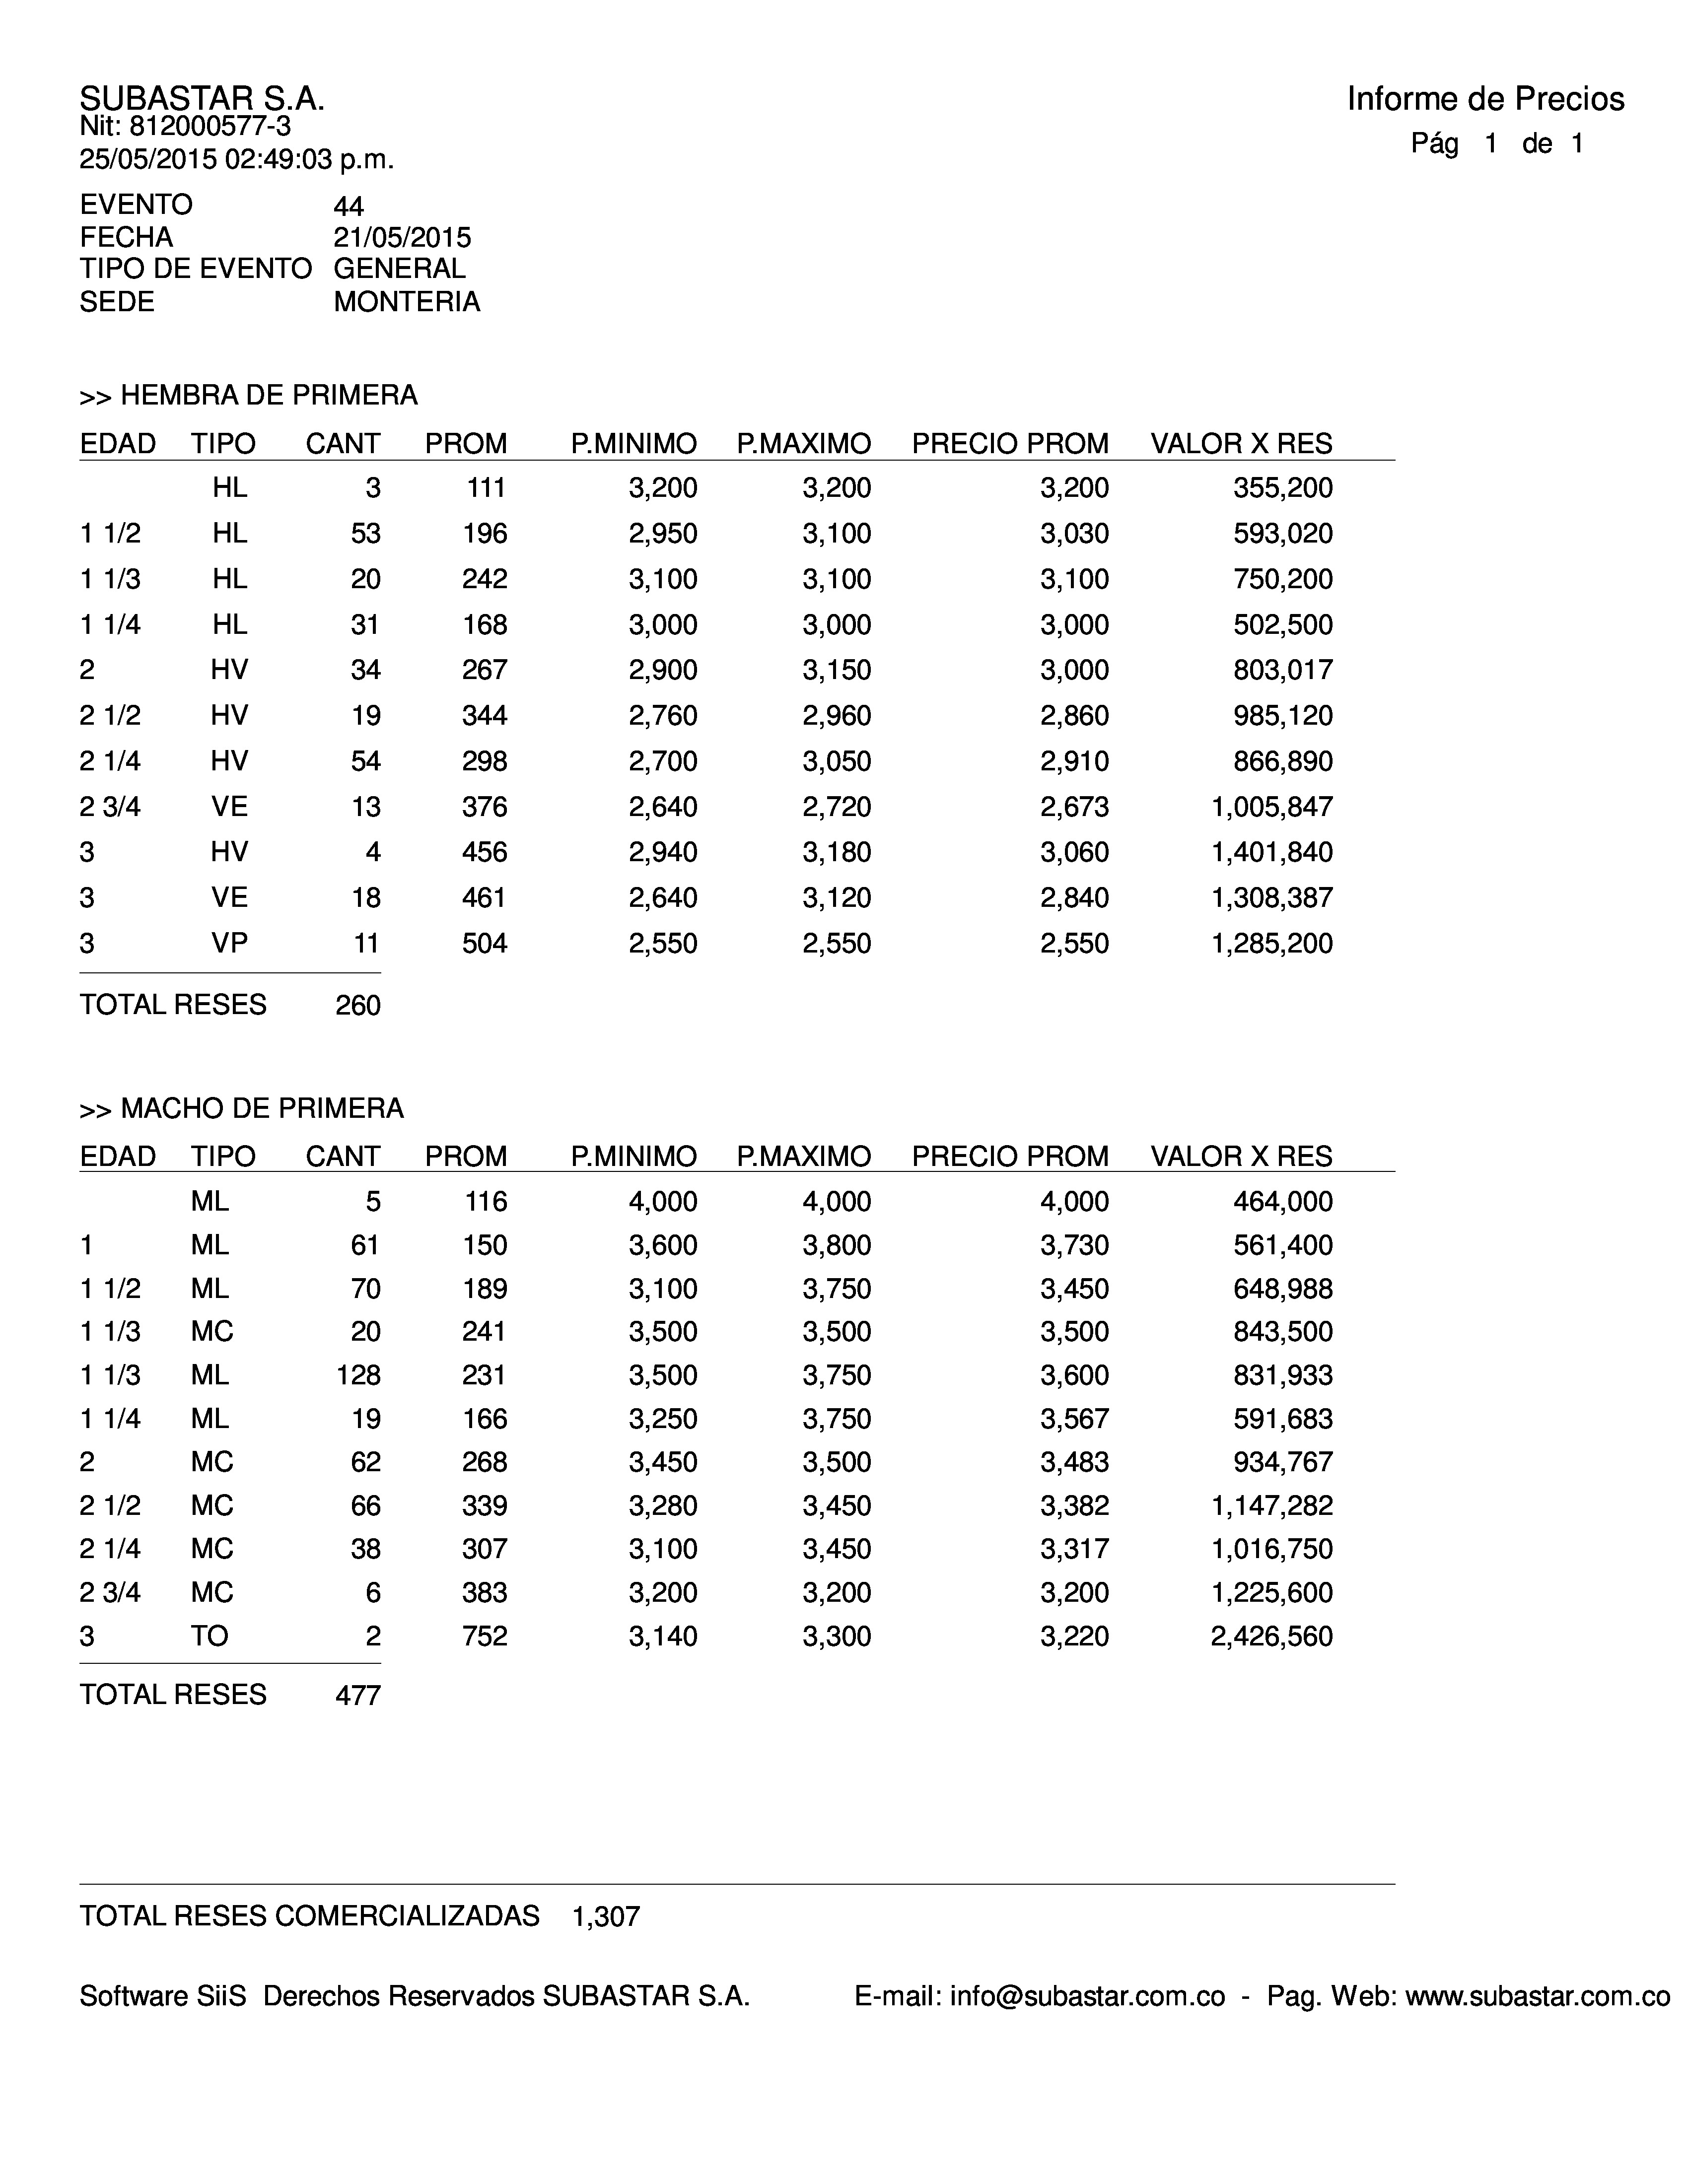 SUBASTAR S.A. Informe de Precios
Nit: 812000577-3
25/05/2015 02:49:03 p.m. Pág 1 de 1
EVENTO 44
FECHA 21/05/2015
TIPO DE EVENTO GENERAL
SEDE MONTERIA
>> HEMBRA DE PRIMERA
EDAD TIPO CANT PROM P.MINIMO P.MAXIMO PRECIO PROM VALOR X RES
HL 3 111 3,200 3,200 3,200 355,200
1 1/2 HL 53 196 2,950 3,100 3,030 593,020
1 1/3 HL 20 242 3,100 3,100 3,100 750,200
1 1/4 HL 31 168 3,000 3,000 3,000 502,500
2 HV 34 267 2,900 3,150 3,000 803,017
2 1/2 HV 19 344 2,760 2,960 2,860 985,120
2 1/4 HV 54 298 2,700 3,050 2,910 866,890
2 3/4 VE 13 376 2,640 2,720 2,673 1,005,847
3 HV 4 456 2,940 3,180 3,060 1,401,840
3 VE 18 461 2,640 3,120 2,840 1,308,387
3 VP 11 504 2,550 2,550 2,550 1,285,200
TOTAL RESES 260
>> MACHO DE PRIMERA
EDAD TIPO CANT PROM P.MINIMO P.MAXIMO PRECIO PROM VALOR X RES
ML 5 116 4,000 4,000 4,000 464,000
1 ML 61 150 3,600 3,800 3,730 561,400
1 1/2 ML 70 189 3,100 3,750 3,450 648,988
1 1/3 MC 20 241 3,500 3,500 3,500 843,500
1 1/3 ML 128 231 3,500 3,750 3,600 831,933
1 1/4 ML 19 166 3,250 3,750 3,567 591,683
2 MC 62 268 3,450 3,500 3,483 934,767
2 1/2 MC 66 339 3,280 3,450 3,382 1,147,282
2 1/4 MC 38 307 3,100 3,450 3,317 1,016,750
2 3/4 MC 6 383 3,200 3,200 3,200 1,225,600
3 TO 2 752 3,140 3,300 3,220 2,426,560
TOTAL RESES 477
TOTAL RESES COMERCIALIZADAS 1,307
Software SiiS Derechos Reservados SUBASTAR S.A. E-mail: info@subastar.com.co - Pag. Web: www.subastar.com.co